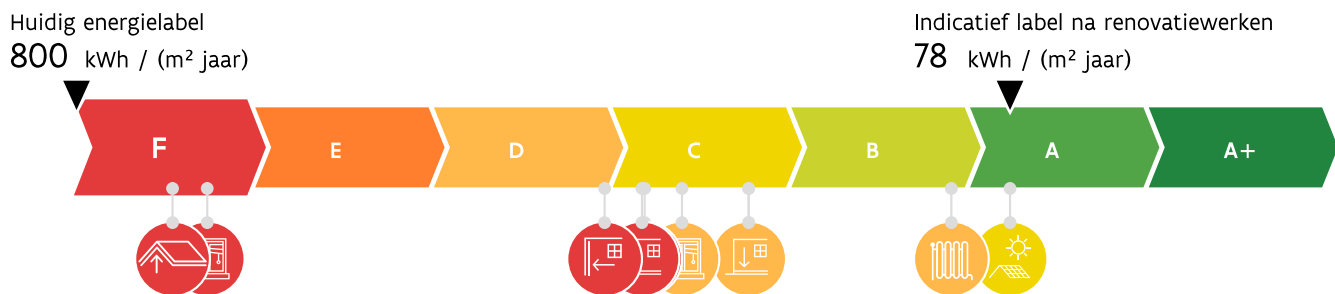 Huidig energielabel
800 kWh / (m² jaar)
Indicatief label na renovatiewerken
78 kWh / (m² jaar)
F E D C B A A+